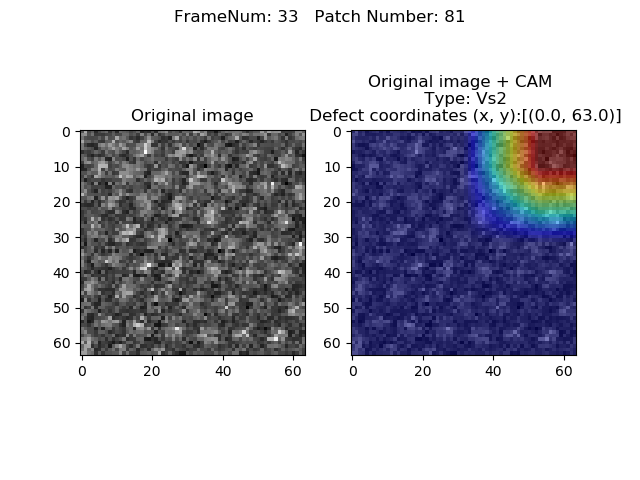 FrameNum: 33   Patch Number: 81
Original image
Original image + CAM
Type: Vs2
Defect coordinates (x, y):[(0.0, 63.0)]
0
10
20
30
40
50
60
0 20 40 60
0
10
20
30
40
50
60
0 20 40 60